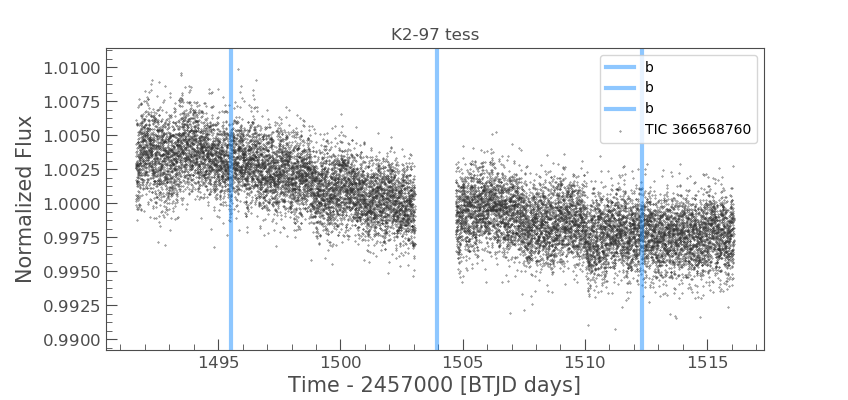 K2-97 tess
1.0100
1.0075
1.0050
1.0025
1.0000
0.9975
0.9950
0.9925
0.9900
Normalized Flux
b
b
b
TIC 366568760
1495
1500
1505
1510
1515
Time - 2457000 [BTJD days]